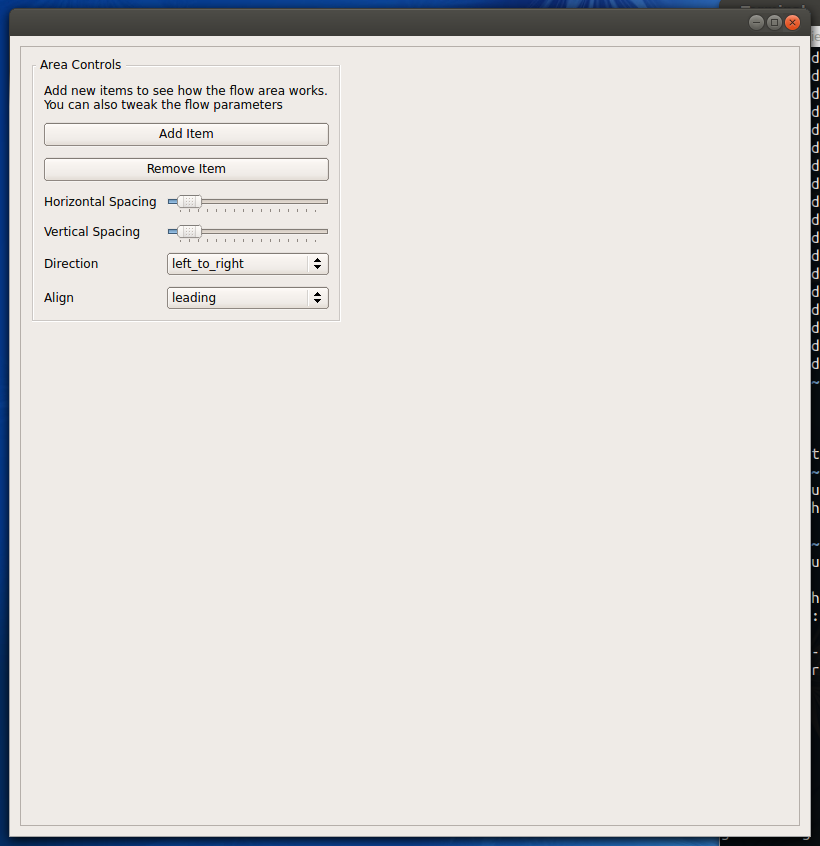 Area Controls
Add new items to see how the flow area works.
You can also tweak the flow parameters
Add Item
Remove Item
Horizontal Spacing
Vertical Spacing
Direction
left_to_right
Align
leading